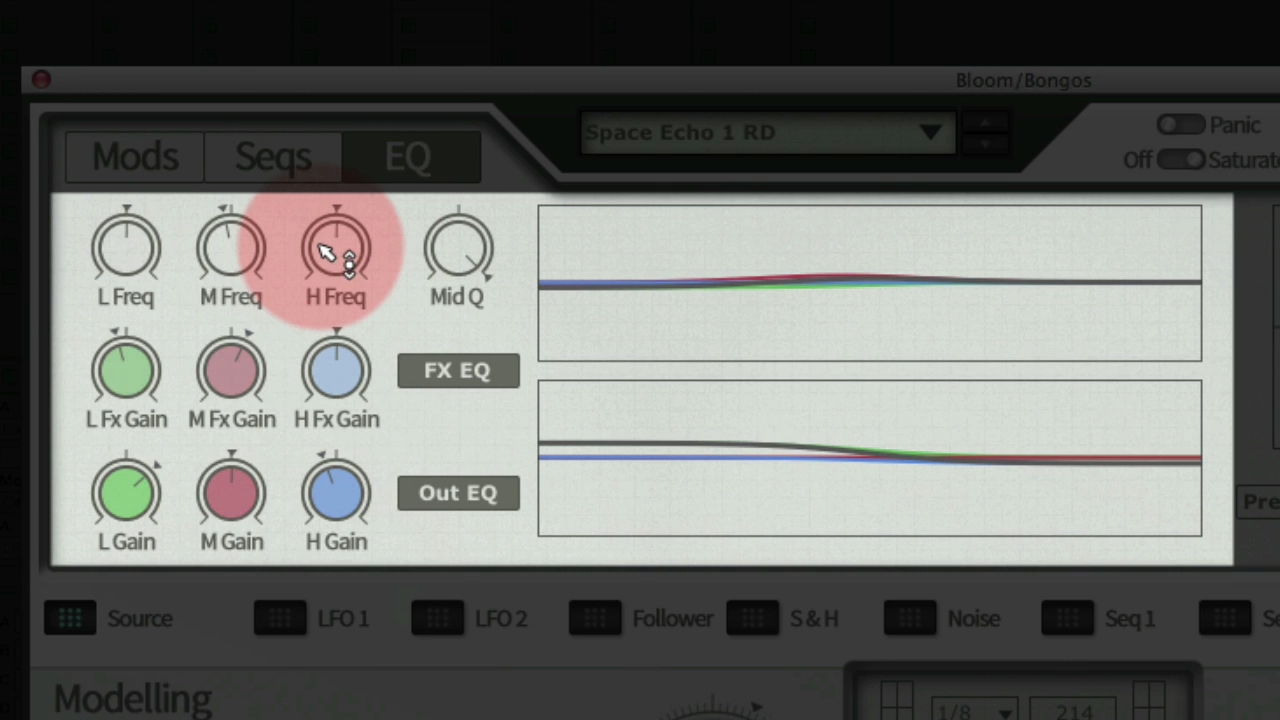 Bloom/Bongos
Mods Seqs EQ
Space Echo 1 RD
Panic
Off
L Freq M Freq H Freq Mid Q
FX EQ
L Fx Gain M Fx Gain H Fx Gain
Out EQ
L Gain M Gain H Gain
Source LFO 1 LFO 2 Follower S & H Noise Seq 1
Modelling
1/8 214